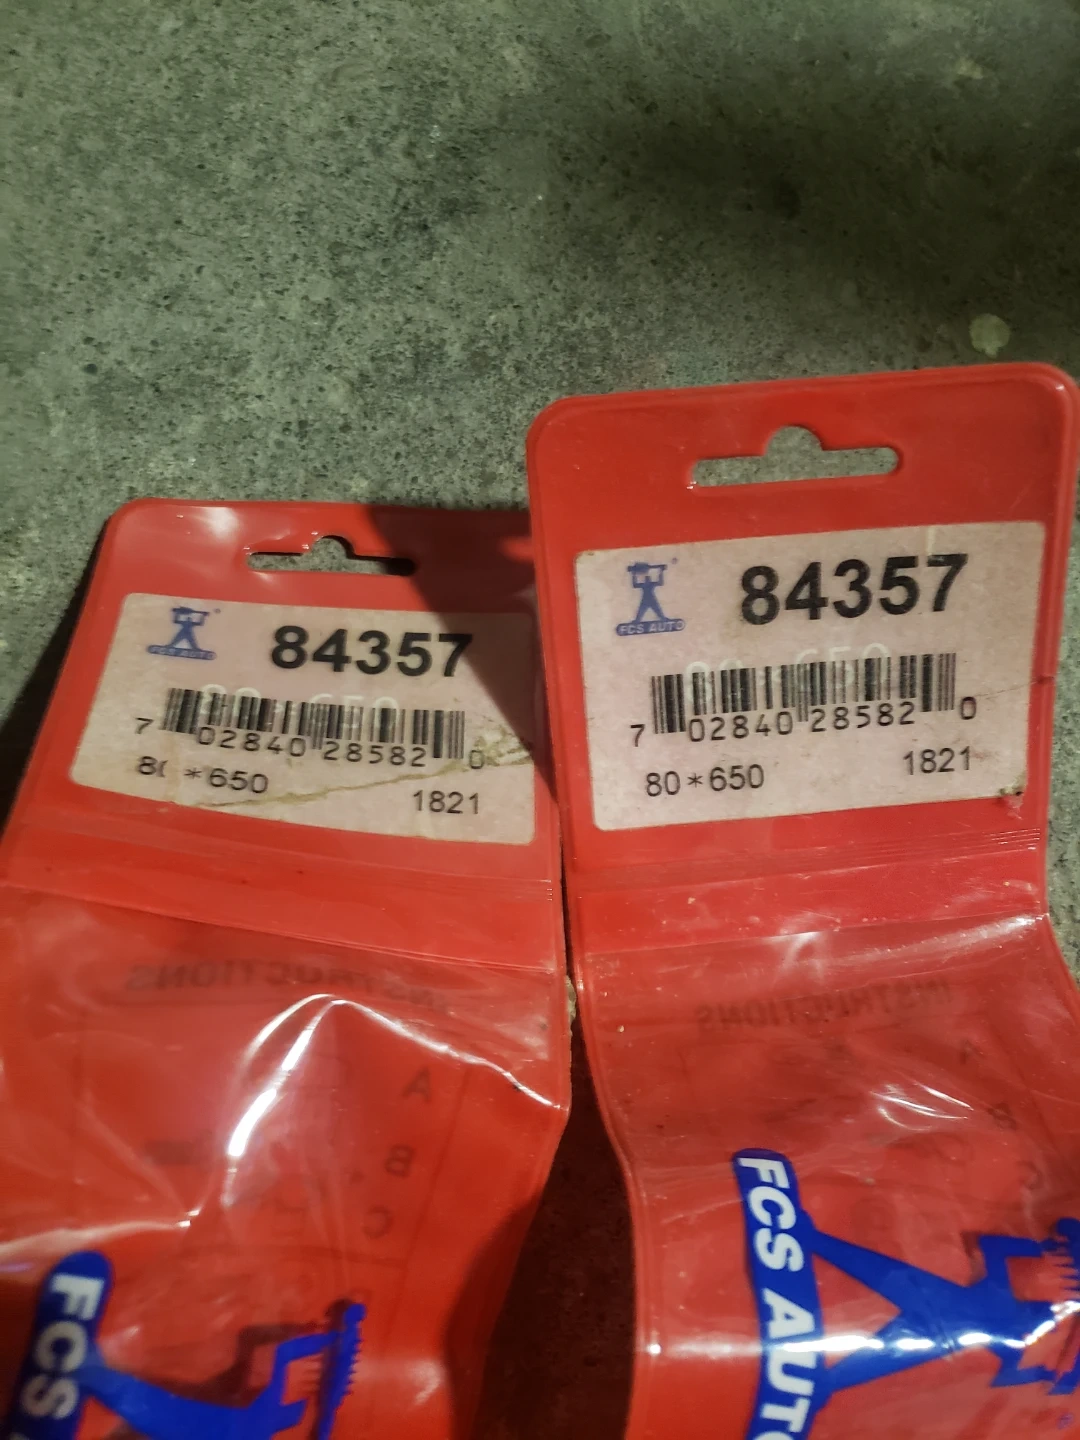 FCS AUTO
84357
7 02840 28582 0
8 *650
1821
INSTRUCTIONS
A
B
C
FCS
FCS AUTO
84357
7 02840 28582 0
80*650
1821
INSTRUCTIONS
A
B
C
FCS AUTO